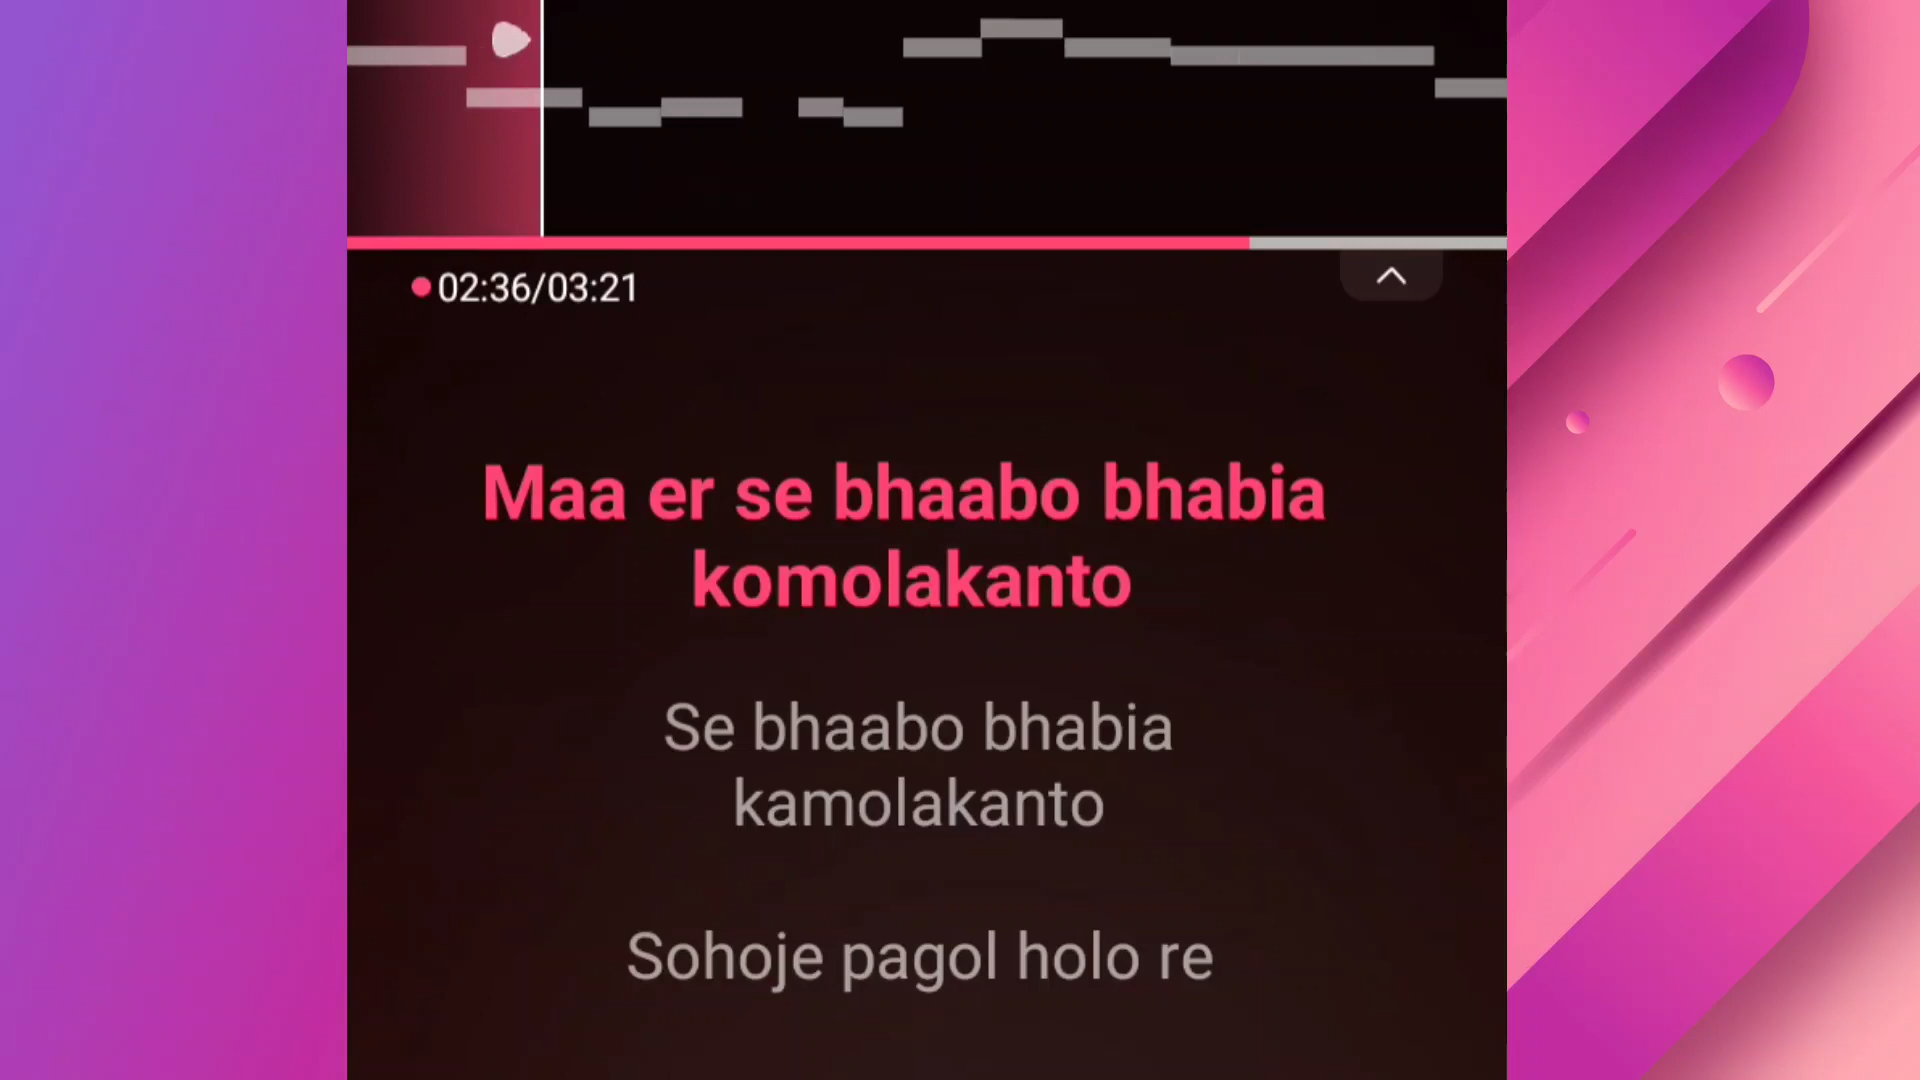 02:36/03:21
Maa er se bhaabo bhabia
komolakanto
Se bhaabo bhabia
kamolakanto
Sohoje pagol holo re